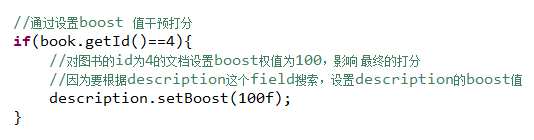 //通过设置boost 值干预打分
if(book.getId()==4){
//对图书的id为4的文档设置boost权值为100，影响最终的打分
//因为要根据description这个field搜索，设置description的boost值
description.setBoost(100f);
}